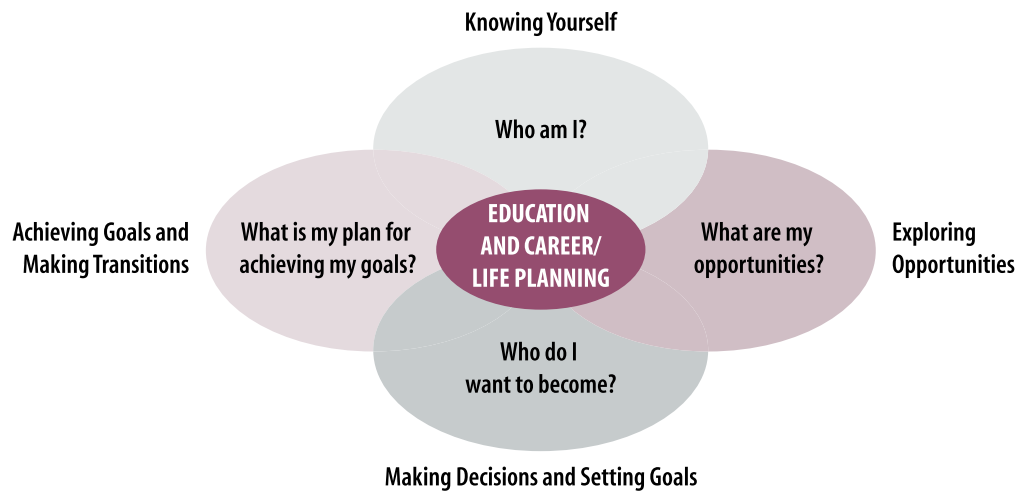 Knowing Yourself
Who am I?
Achieving Goals and
Making Transitions
What is my plan for
achieving my goals?
EDUCATION
AND CAREER/
LIFE PLANNING
What are my
opportunities?
Exploring
Opportunities
Who do I
want to become?
Making Decisions and Setting Goals